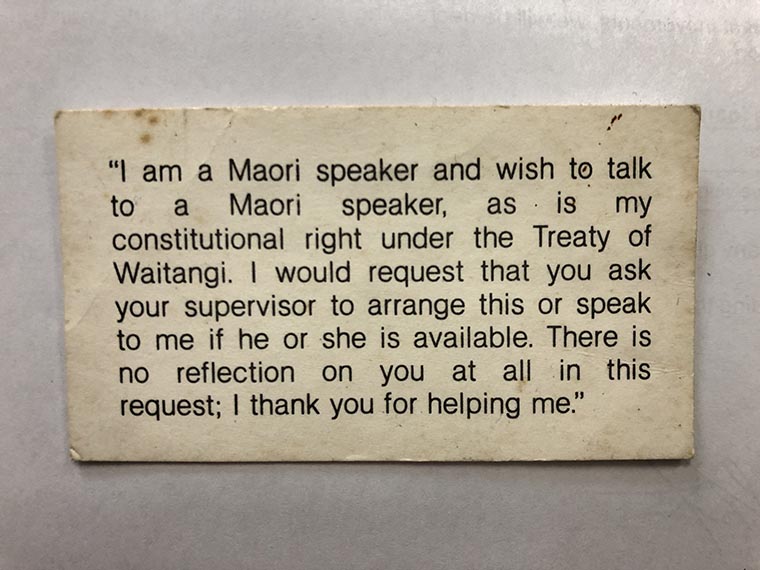 “I am a Maori speaker and wish to talk
to a Maori speaker, as is my
constitutional right under the Treaty of
Waitangi. I would request that you ask
your supervisor to arrange this or speak
to me if he or she is available. There is
no reflection on you at all in this
request; I thank you for helping me.”